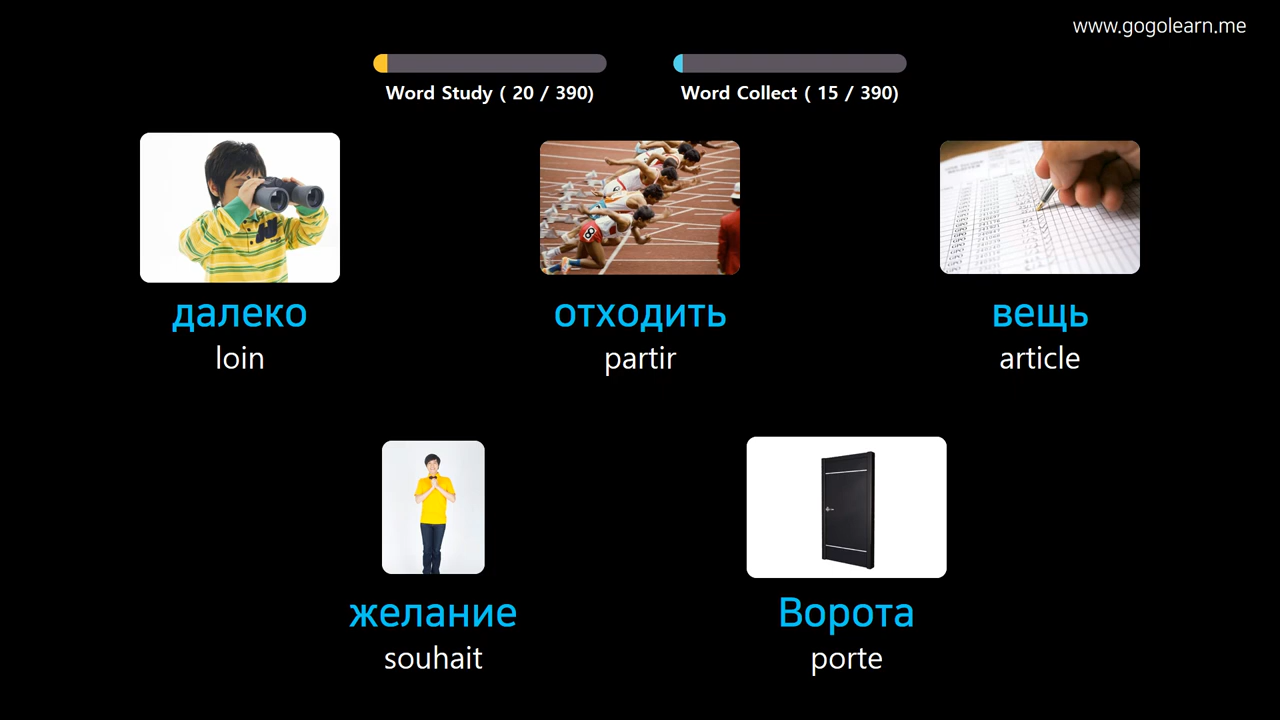 www.gogolearn.me
Word Study ( 20 / 390)
Word Collect ( 15 / 390)
далеко
loin
отходить
partir
вещь
article
желание
souhait
Ворота
porte